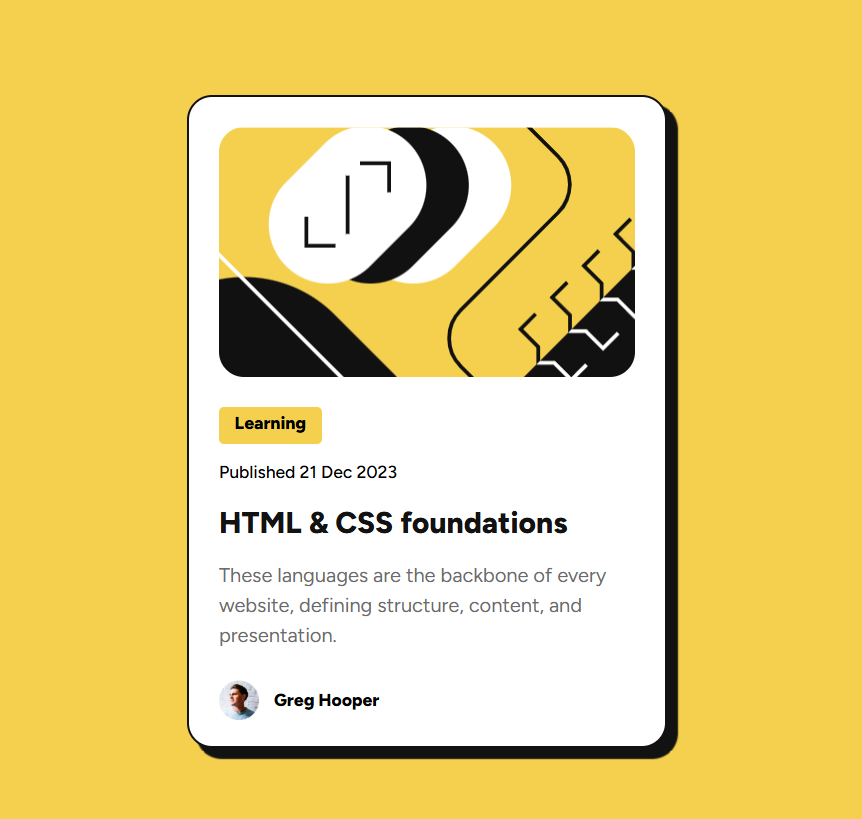 Learning
Published 21 Dec 2023
HTML & CSS foundations
These languages are the backbone of every
website, defining structure, content, and
presentation.
Greg Hooper